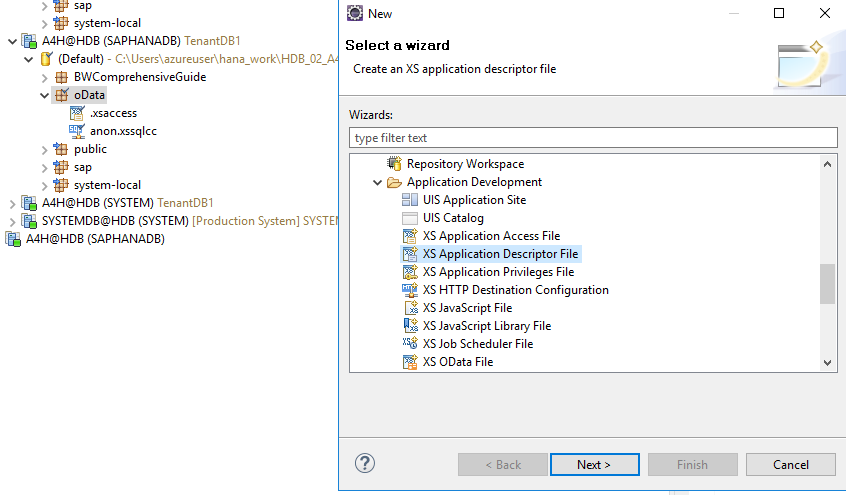 sap
system-local
A4H@HDB (SAPHANADB) TenantDB1
(Default) - C:\Users\azureuser\hana_work\HDB_02_A4
BWComprehensiveGuide
oData
.xsaccess
anon.xssqlcc
public
sap
system-local
A4H@HDB (SYSTEM) TenantDB1
SYSTEMDB@HDB (SYSTEM) [Production System] SYSTEM
A4H@HDB (SAPHANADB)
New
Select a wizard
Create an XS application descriptor file
Wizards:
type filter text
Repository Workspace
Application Development
UIS Application Site
UIS Catalog
XS Application Access File
XS Application Descriptor File
XS Application Privileges File
XS HTTP Destination Configuration
XS JavaScript File
XS JavaScript Library File
XS Job Scheduler File
XS OData File
?
< Back
Next >
Finish
Cancel